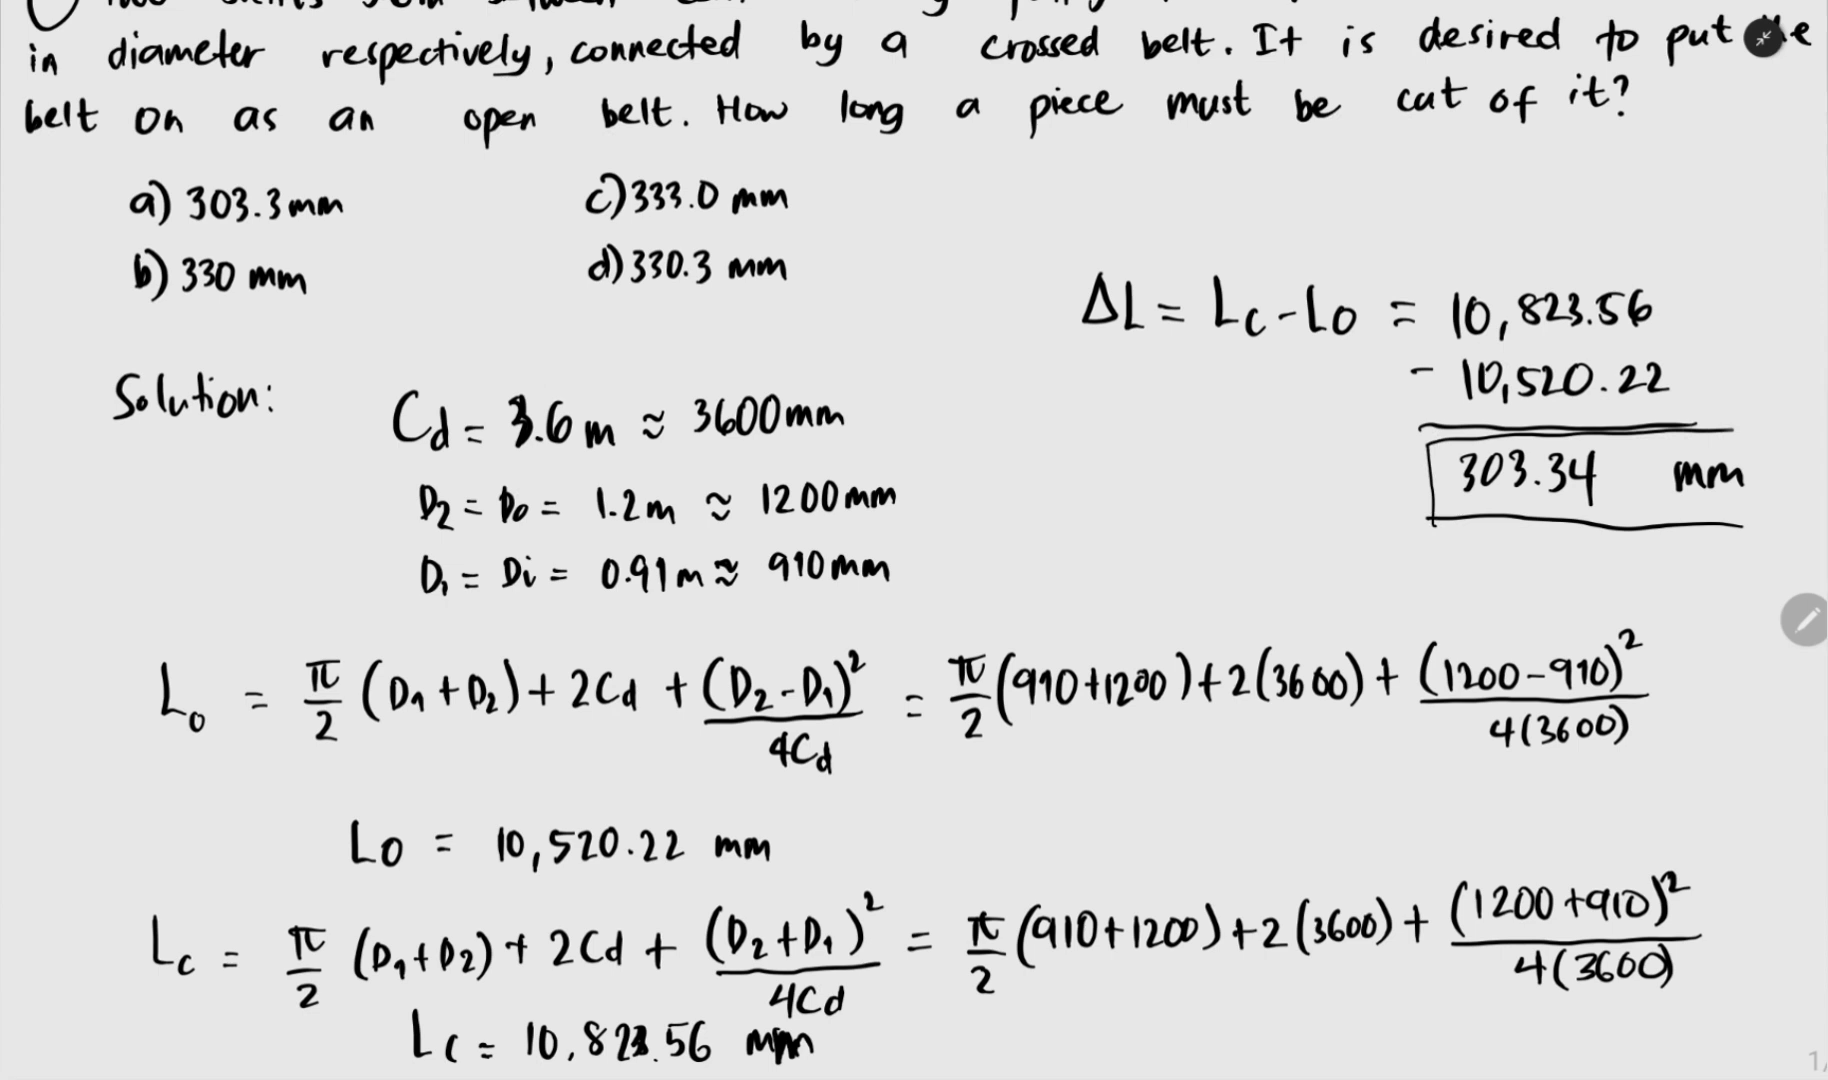 in diameter respectively, connected by a crossed belt. It is desired to put
belt on as an open belt. How long a piece must be cut of it?
a) 303.3 mm
c) 333.0 mm
b) 330 mm
d) 330.3 mm
ΔL = Lc - Lo = 10,823.56
- 10,520.22
303.34 mm
Solution:
Cd = 3.6 m ≈ 3600 mm
D2 = Do = 1.2 m ≈ 1200 mm
D1 = Di = 0.91 m ≈ 910 mm
Lo = π/2 (D1 + D2) + 2Cd + (D2 - D1)²/4Cd = π/2 (910 + 1200) + 2(3600) + (1200 - 910)²/4(3600)
Lo = 10,520.22 mm
Lc = π/2 (D1 + D2) + 2Cd + (D2 + D1)²/4Cd = π/2 (910 + 1200) + 2(3600) + (1200 + 910)²/4(3600)
Lc = 10,823.56 mm